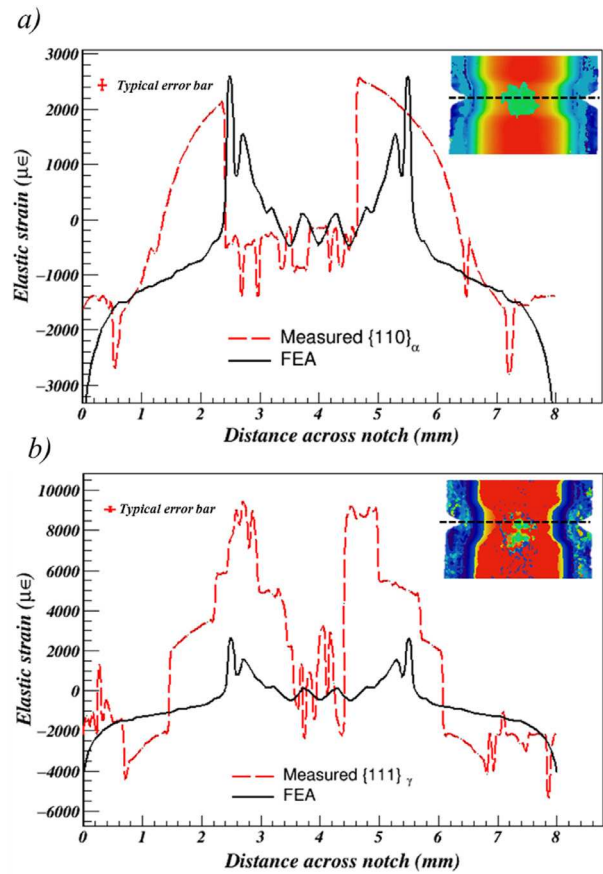 a)
3000
Typical error bar
2000
1000
0
−1000
−2000
−3000
Elastic strain (με)
Measured {110}α
FEA
0 1 2 3 4 5 6 7 8
Distance across notch (mm)
b)
10000
Typical error bar
8000
6000
4000
2000
0
−2000
−4000
−6000
Elastic strain (με)
Measured {111} γ
FEA
0 1 2 3 4 5 6 7 8
Distance across notch (mm)